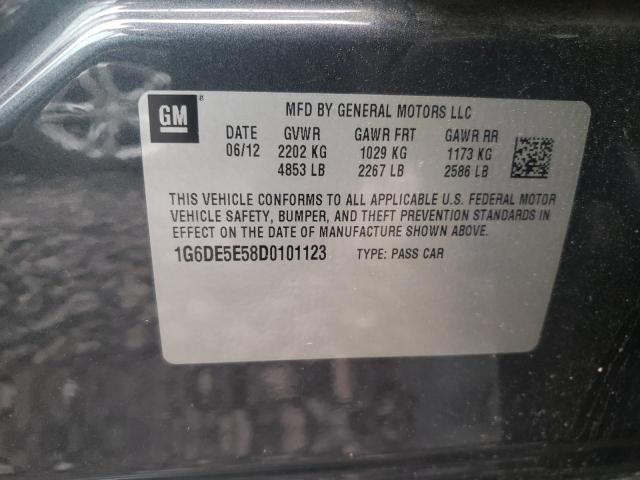 GM ®
MFD BY GENERAL MOTORS LLC
DATE GVWR GAWR FRT GAWR RR
06/12 2202 KG 1029 KG 1173 KG
4853 LB 2267 LB 2586 LB
THIS VEHICLE CONFORMS TO ALL APPLICABLE U.S. FEDERAL MOTOR
VEHICLE SAFETY, BUMPER, AND THEFT PREVENTION STANDARDS IN
EFFECT ON THE DATE OF MANUFACTURE SHOWN ABOVE.
1G6DE5E58D0101123 TYPE: PASS CAR